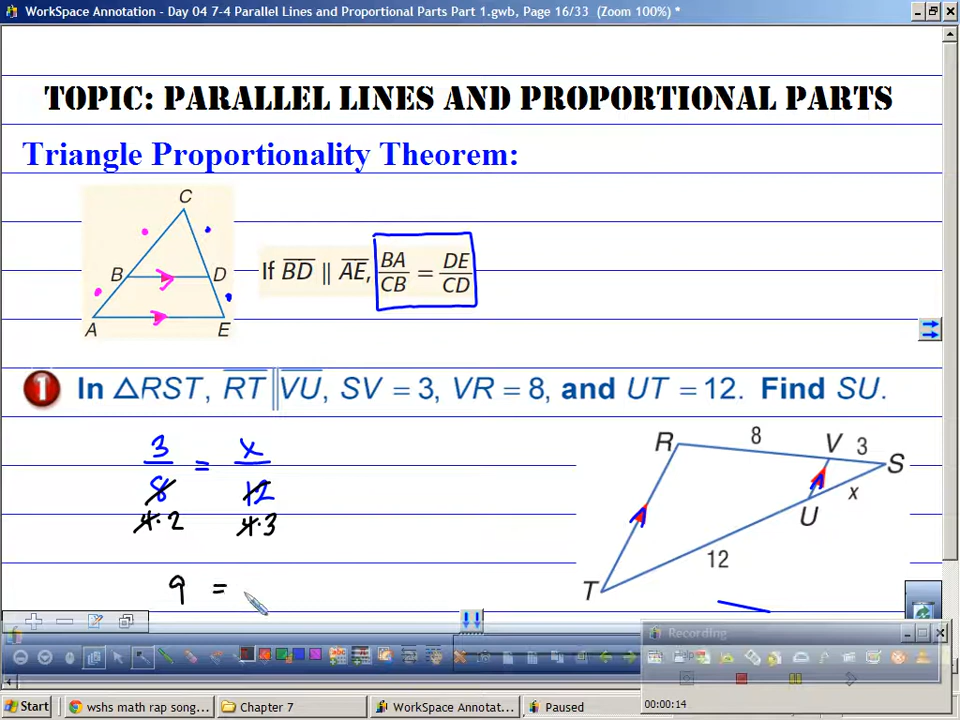 WorkSpace Annotation - Day 04 7-4 Parallel Lines and Proportional Parts Part 1.gwb, Page 16/33 (Zoom 100%) *
TOPIC: PARALLEL LINES AND PROPORTIONAL PARTS
Triangle Proportionality Theorem:
C
B D
A E
If BD || AE, BA/CB = DE/CD
1 In △RST, RT || VU, SV = 3, VR = 8, and UT = 12. Find SU.
3/8 = x/12
4·2 4·3
9 =
R 8 V 3 S
x
U
12
T
Recording
00:00:14
Start wshs math rap song... Chapter 7 WorkSpace Annotat... Paused